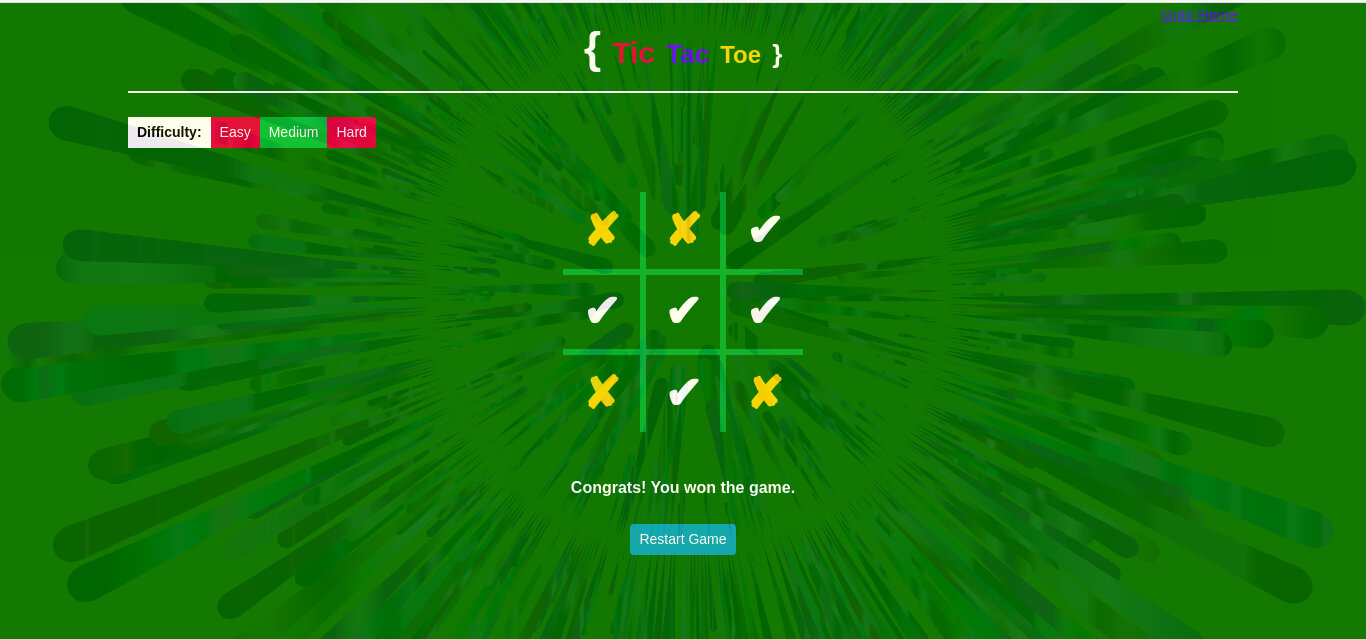 Goto Home
{ Tic Tac Toe }
Difficulty: Easy Medium Hard
✘ ✘ ✔
✔ ✔ ✔
✘ ✔ ✘
Congrats! You won the game.
Restart Game